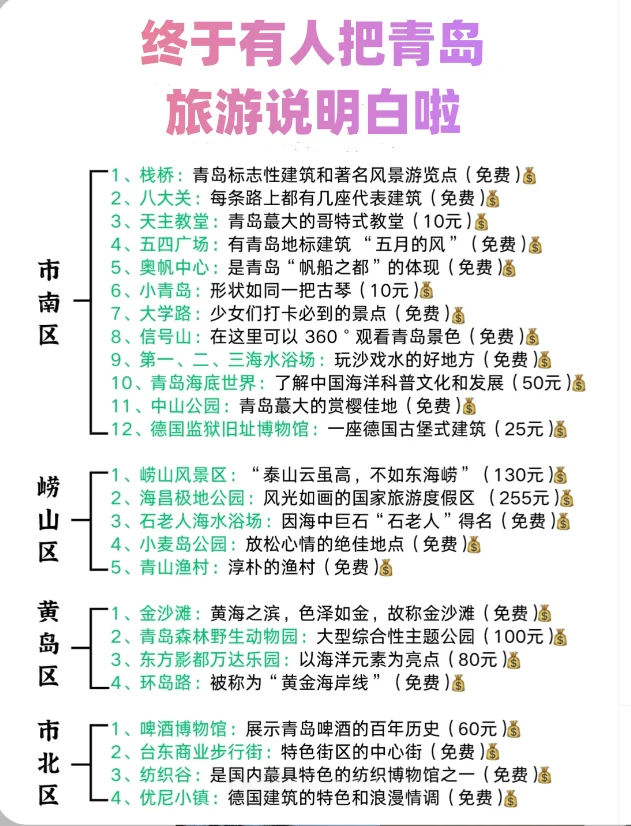 终于有人把青岛
旅游说明白啦
市南区
1、栈桥：青岛标志性建筑和著名风景游览点（免费）
2、八大关：每条路上都有几座代表建筑（免费）
3、天主教堂：青岛蕞大的哥特式教堂（10元）
4、五四广场：有青岛地标建筑 “五月的风”（免费）
5、奥帆中心：是青岛“帆船之都”的体现（免费）
6、小青岛：形状如同一把古琴（10元）
7、大学路：少女们打卡必到的景点（免费）
8、信号山：在这里可以 360°观看青岛景色（免费）
9、第一、二、三海水浴场：玩沙戏水的好地方（免费）
10、青岛海底世界：了解中国海洋科普文化和发展（50元）
11、中山公园：青岛蕞大的赏樱佳地（免费）
12、德国监狱旧址博物馆：一座德国古堡式建筑（25元）
崂山区
1、崂山风景区：“泰山云虽高，不如东海崂”（130元）
2、海昌极地公园：风光如画的国家旅游度假区（255元）
3、石老人海水浴场：因海中巨石“石老人”得名（免费）
4、小麦岛公园：放松心情的绝佳地点（免费）
5、青山渔村：淳朴的渔村（免费）
黄岛区
1、金沙滩：黄海之滨，色泽如金，故称金沙滩（免费）
2、青岛森林野生动物园：大型综合性主题公园（100元）
3、东方影都万达乐园：以海洋元素为亮点（80元）
4、环岛路：被称为“黄金海岸线”（免费）
市北区
1、啤酒博物馆：展示青岛啤酒的百年历史（60元）
2、台东商业步行街：特色街区的中心街（免费）
3、纺织谷：是国内蕞具特色的纺织博物馆之一（免费）
4、优尼小镇：德国建筑的特色和浪漫情调（免费）